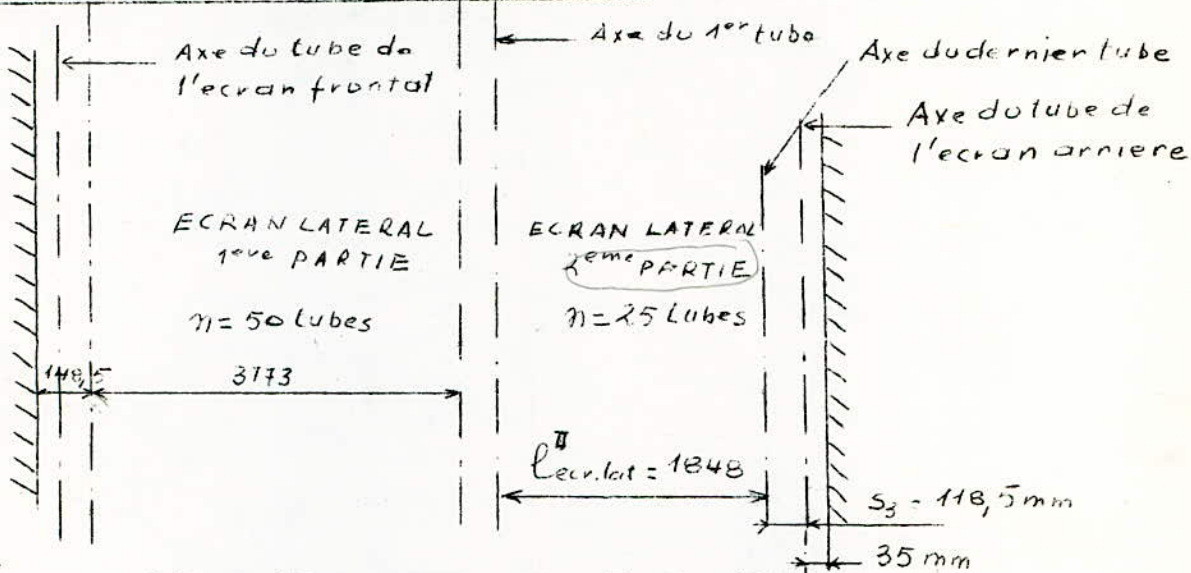 Axe du tube de
l'ecran frontal
Axe du 1er tube
Axe du dernier tube
Axe du tube de
l'ecran arriere
ECRAN LATERAL
1ere PARTIE
n = 50 tubes
ECRAN LATERAL
2eme PARTIE
n = 25 tubes
148,5
3173
lIIecr.lat = 1848
S3 = 118,5 mm
35 mm